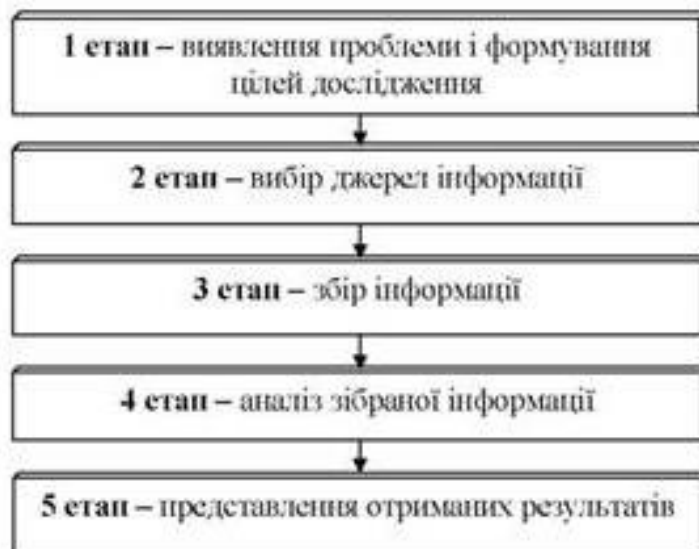 1 етап – виявлення проблеми і формування
цілей дослідження
2 етап – вибір джерел інформації
3 етап – збір інформації
4 етап – аналіз зібраної інформації
5 етап – представлення отриманих результатів